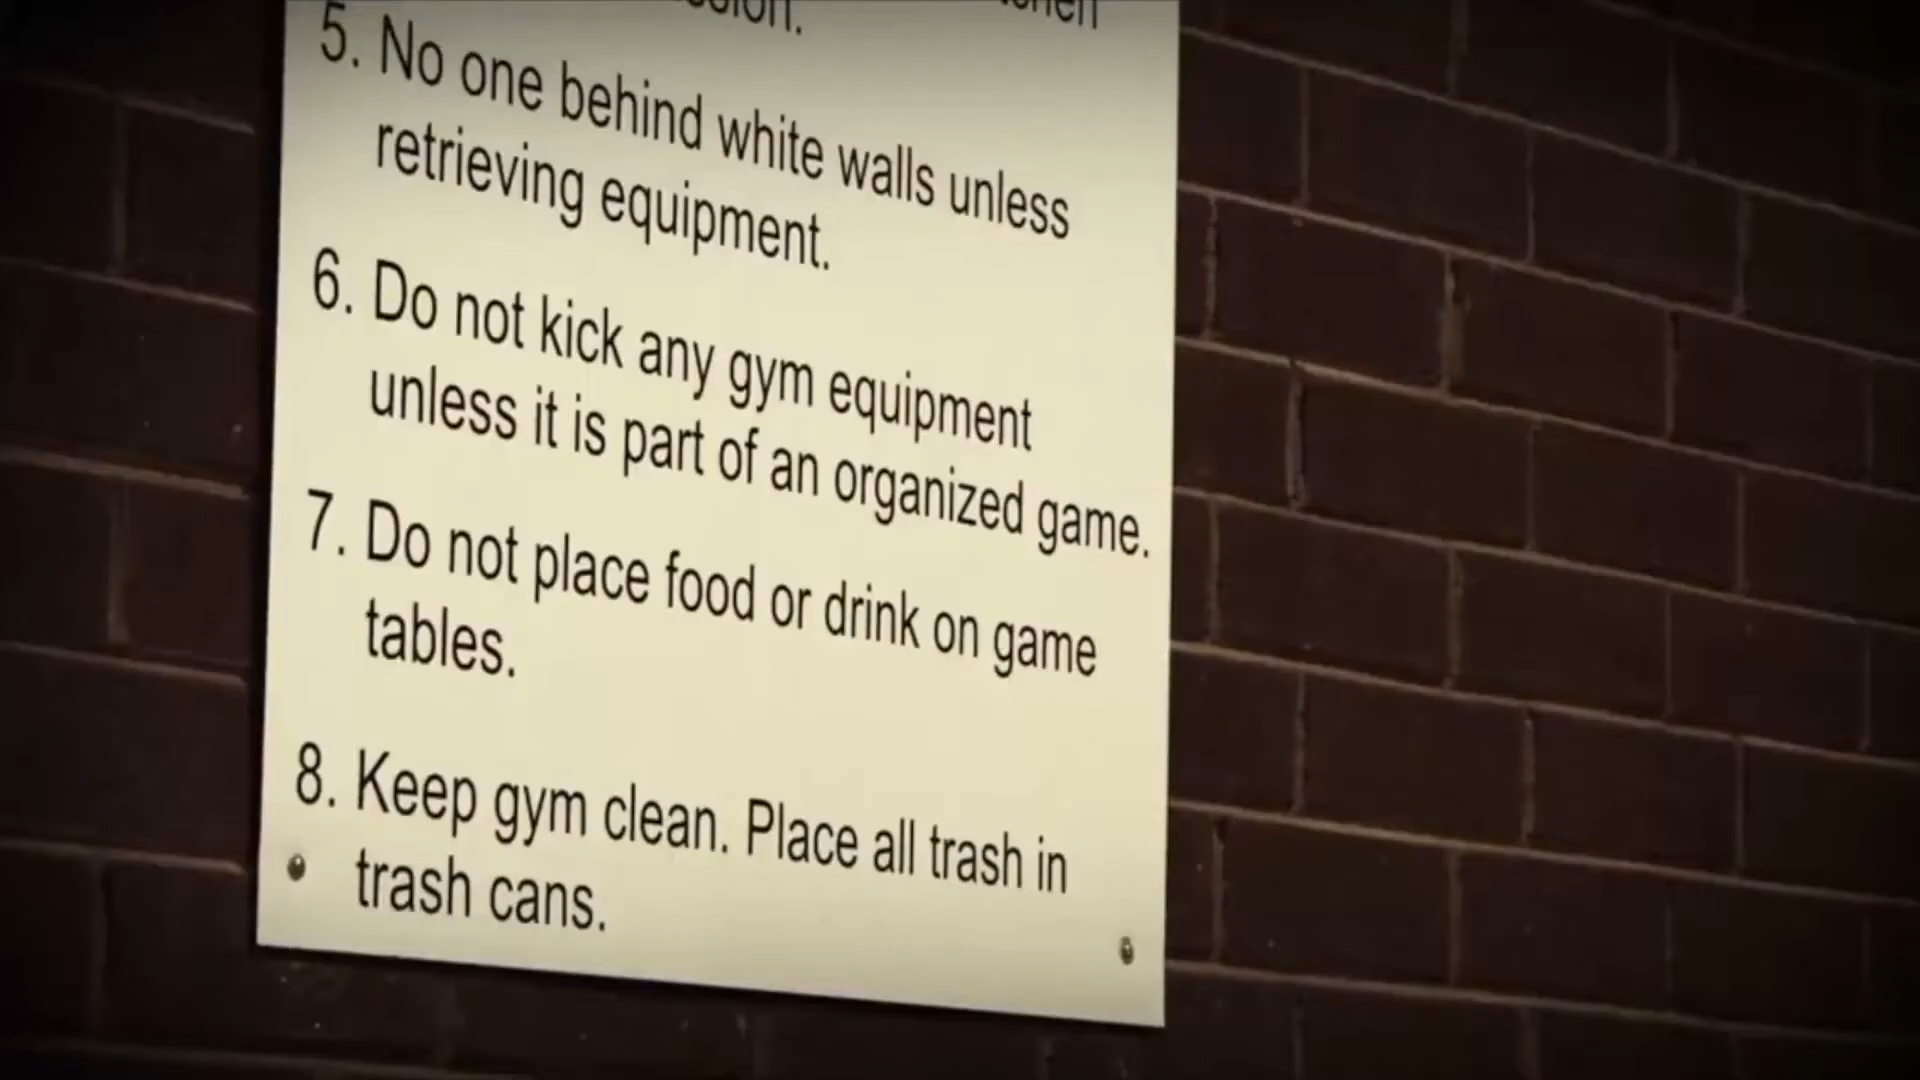 5. No one behind white walls unless
retrieving equipment.
6. Do not kick any gym equipment
unless it is part of an organized game.
7. Do not place food or drink on game
tables.
8. Keep gym clean. Place all trash in
trash cans.